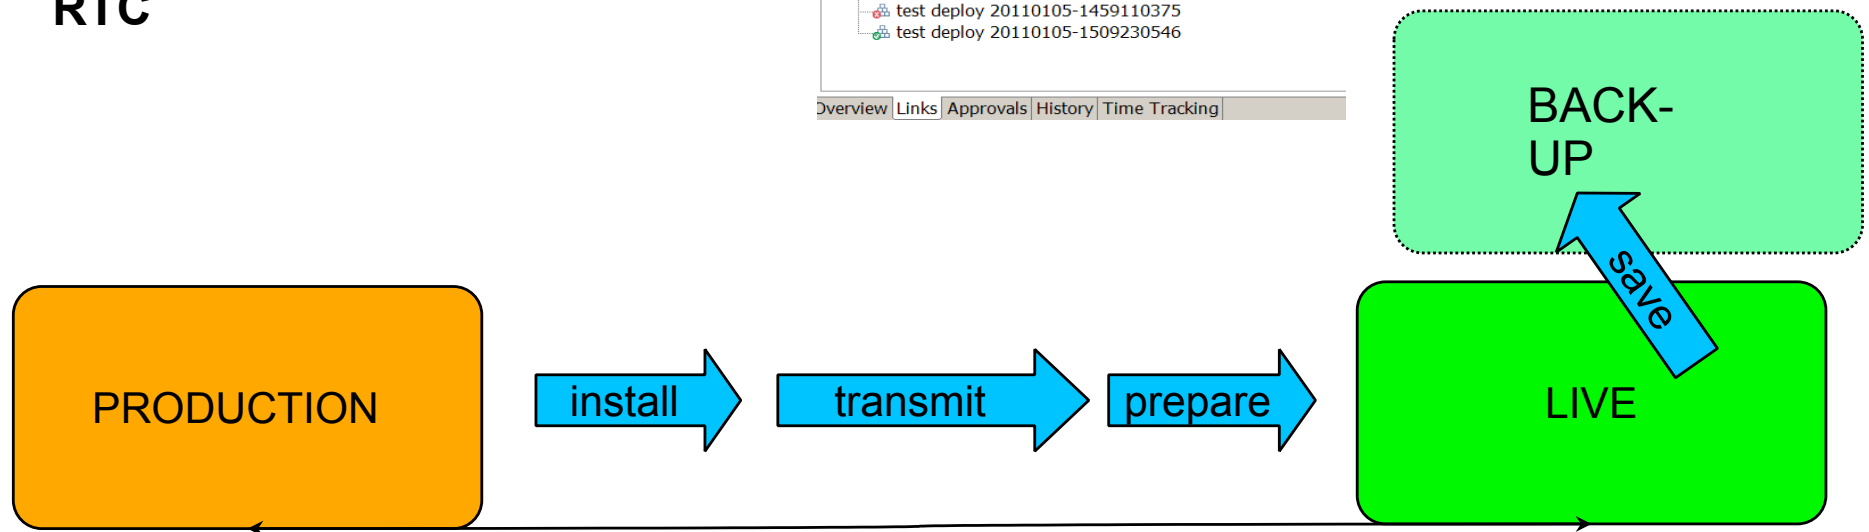 RTC
test deploy 20110105-1459110375
test deploy 20110105-1509230546
Overview Links Approvals History Time Tracking
BACK-
UP
save
PRODUCTION
install
transmit
prepare
LIVE